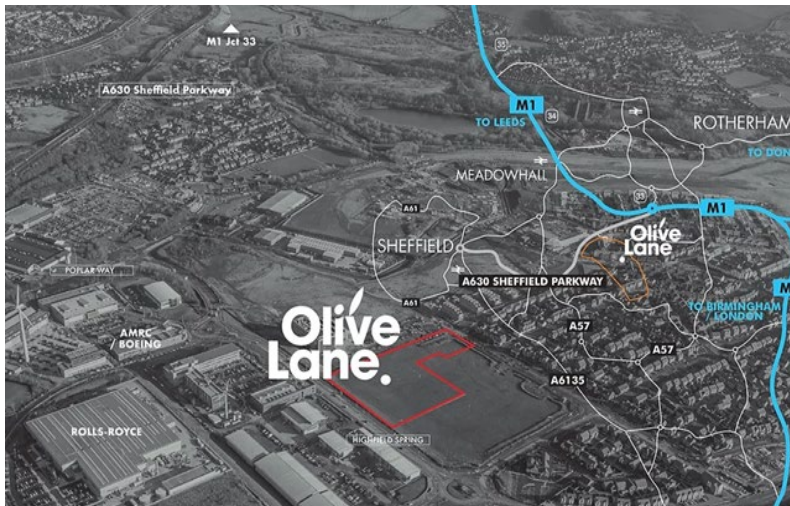 M1 Jct 33
A630 Sheffield Parkway
POPLAR WAY
AMRC
/ BOEING
ROLLS-ROYCE
Olive
Lane.
HIGHFIELD SPRING
35
M1
TO LEEDS
34
ROTHERHAM
TO DON
MEADOWHALL
33
M1
A61
SHEFFIELD
Olive
Lane
A630 SHEFFIELD PARKWAY
A61
M
TO BIRMINGHAM
/ LONDON
A57
A57
A6135